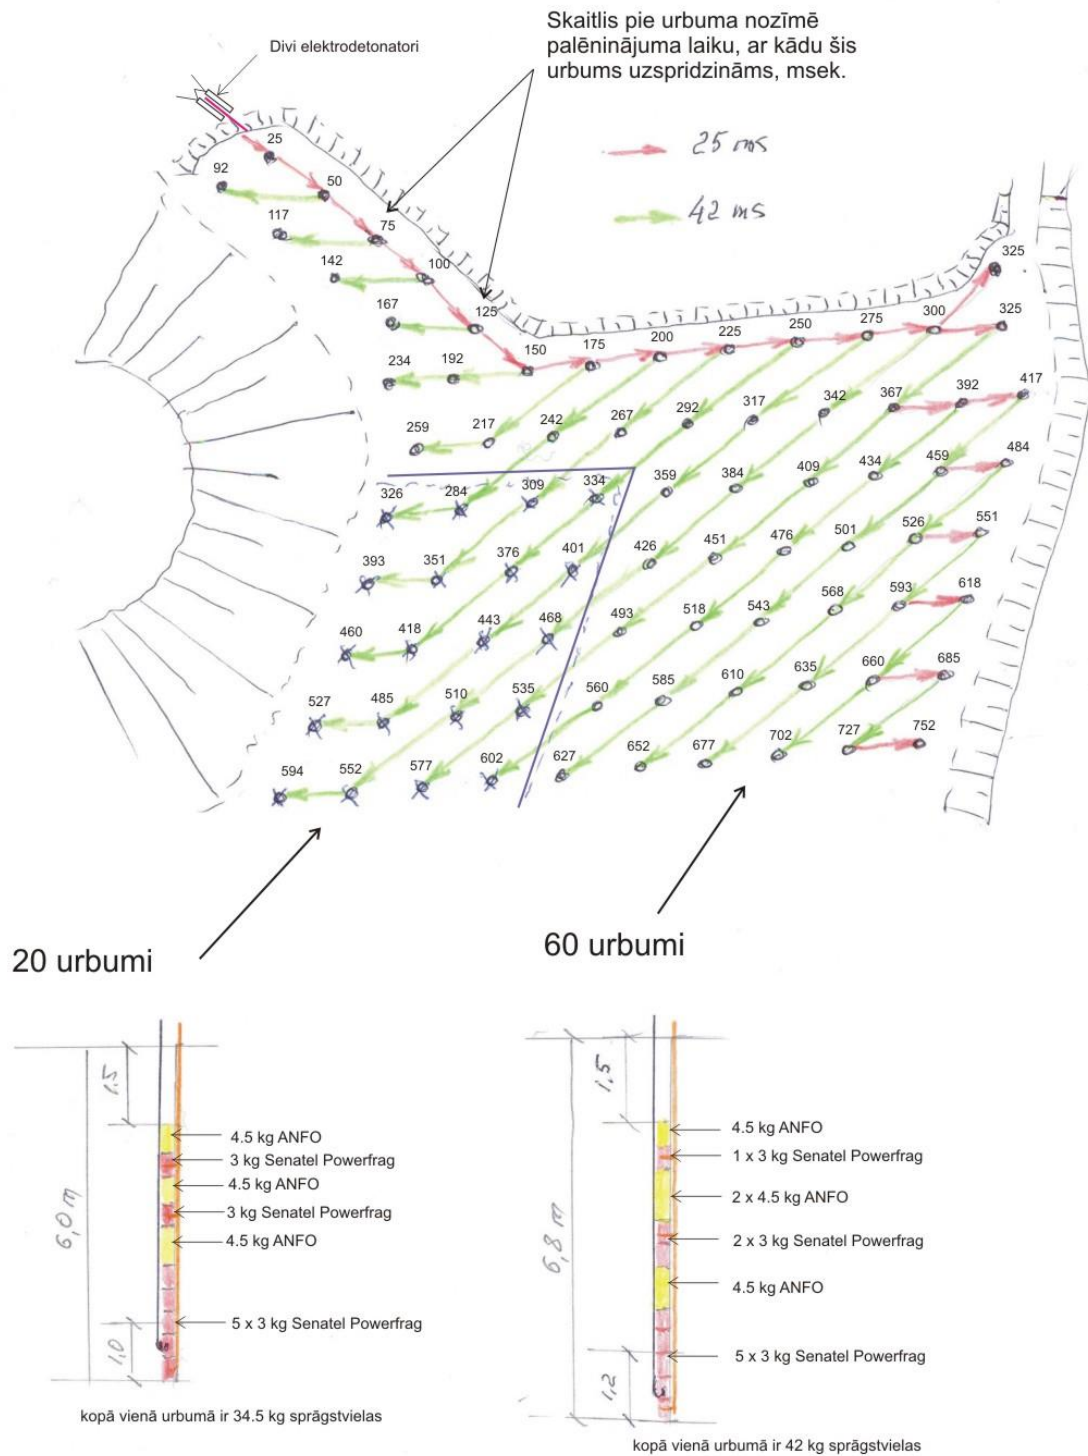 Skaitlis pie urbuma nozīmē
palēninājuma laiku, ar kādu šis
urbums uzspridzināms, msek.
Divi elektrodetonatori
25 ms
42 ms
25
92
50
117
75
142
100
167
125
325
150 175 200 225 250 275 300 325
234 192
259 217 242 267 292 317 342 367 392 417
326 284 309 334 359 384 409 434 459 484
393 351 376 401 426 451 476 501 526 551
460 418 443 468 493 518 543 568 593 618
527 485 510 535 560 585 610 635 660 685
594 552 577 602 627 652 677 702 727 752
20 urbumi
60 urbumi
1,5
6,0 m
1,0
4.5 kg ANFO
3 kg Senatel Powerfrag
4.5 kg ANFO
3 kg Senatel Powerfrag
4.5 kg ANFO
5 x 3 kg Senatel Powerfrag
kopā vienā urbumā ir 34.5 kg sprāgstvielas
1,5
6,8 m
1,2
4.5 kg ANFO
1 x 3 kg Senatel Powerfrag
2 x 4.5 kg ANFO
2 x 3 kg Senatel Powerfrag
4.5 kg ANFO
5 x 3 kg Senatel Powerfrag
kopā vienā urbumā ir 42 kg sprāgstvielas